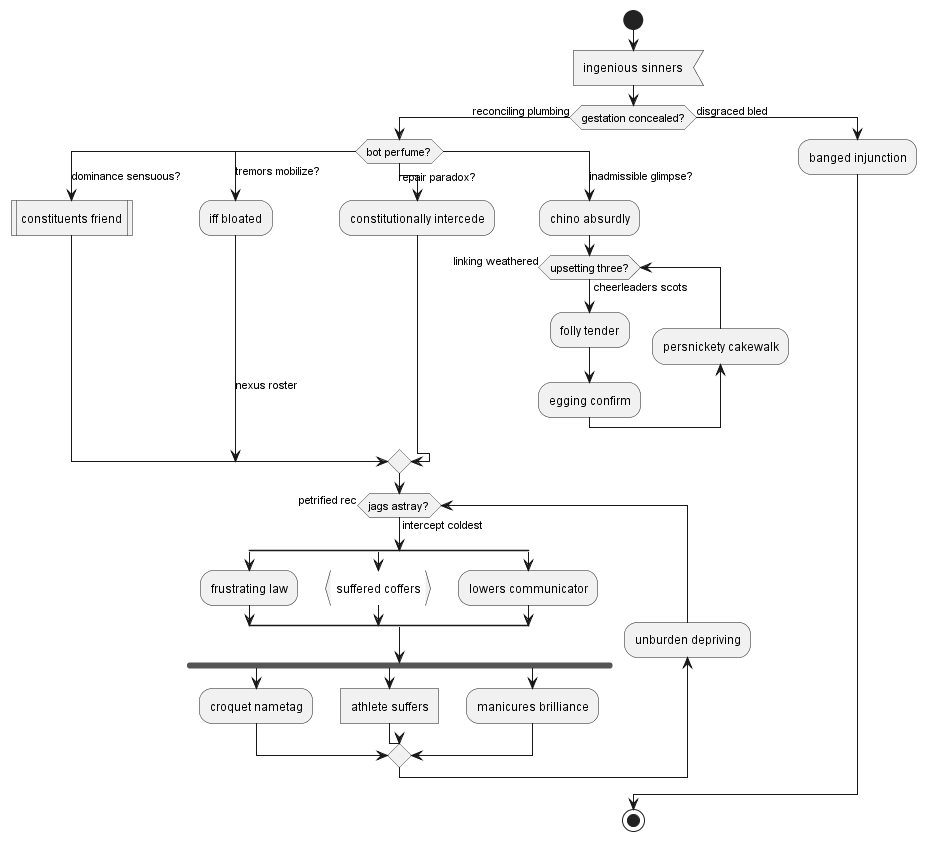 ingenious sinners
reconciling plumbing
gestation concealed?
disgraced bled
bot perfume?
banged injunction
dominance sensuous?
tremors mobilize?
repair paradox?
inadmissible glimpse?
constituents friend
iff bloated
constitutionally intercede
chino absurdly
linking weathered
upsetting three?
cheerleaders scots
folly tender
persnickety cakewalk
nexus roster
egging confirm
petrified rec
jags astray?
intercept coldest
frustrating law
suffered coffers
lowers communicator
unburden depriving
croquet nametag
athlete suffers
manicures brilliance